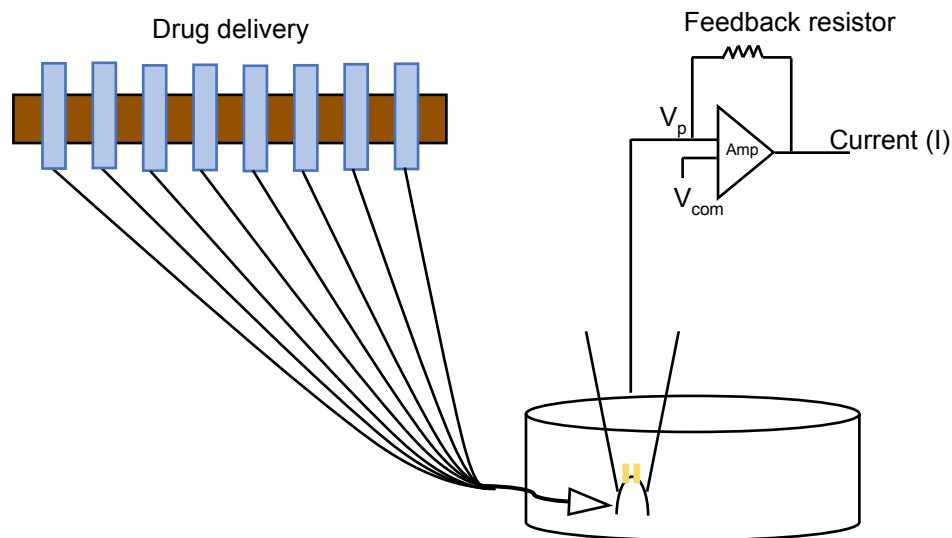 Drug delivery
Feedback resistor
Vp
Amp
Current (I)
Vcom